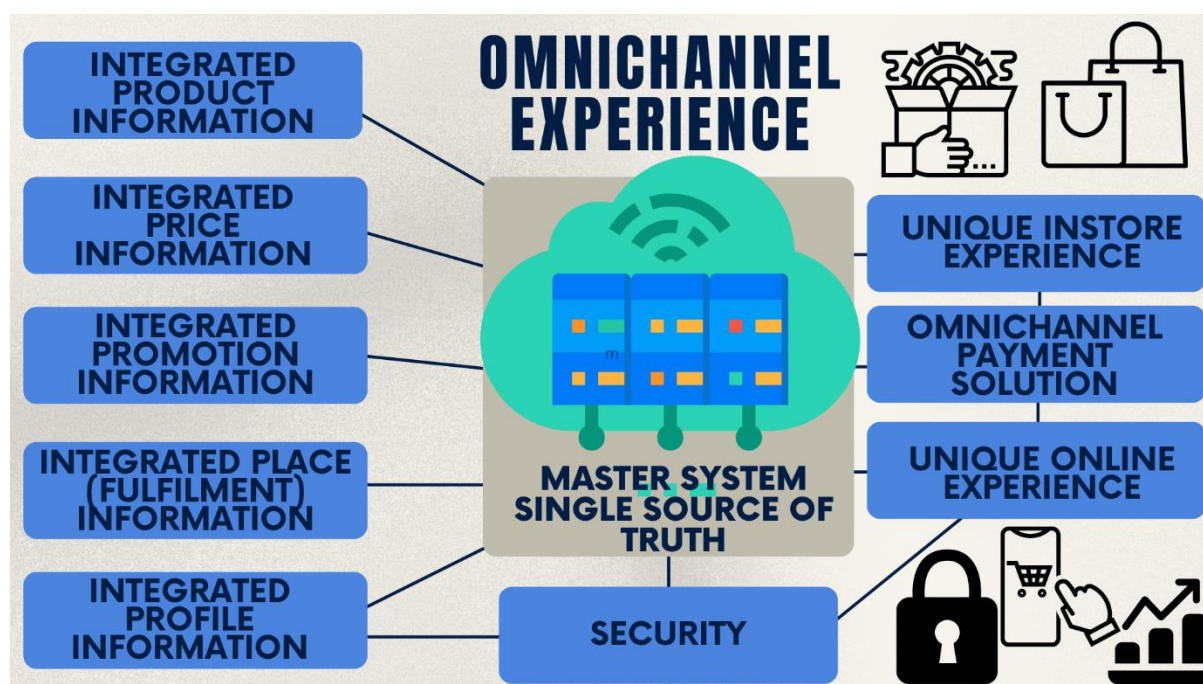 OMNICHANNEL
EXPERIENCE
INTEGRATED
PRODUCT
INFORMATION
INTEGRATED
PRICE
INFORMATION
INTEGRATED
PROMOTION
INFORMATION
INTEGRATED PLACE
(FULFILMENT)
INFORMATION
INTEGRATED
PROFILE
INFORMATION
m
MASTER SYSTEM
SINGLE SOURCE OF
TRUTH
SECURITY
UNIQUE INSTORE
EXPERIENCE
OMNICHANNEL
PAYMENT
SOLUTION
UNIQUE ONLINE
EXPERIENCE